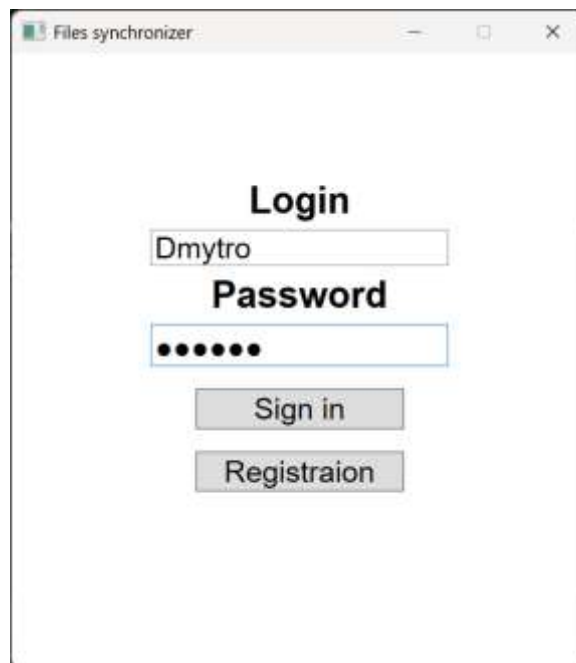 Files synchronizer
Login
Dmytro
Password
●●●●●●
Sign in
Registraion